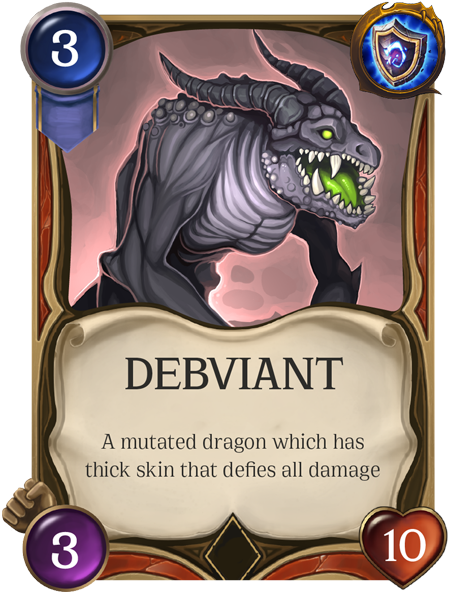 3
DEBVIANT
A mutated dragon which has
thick skin that defies all damage
3
10